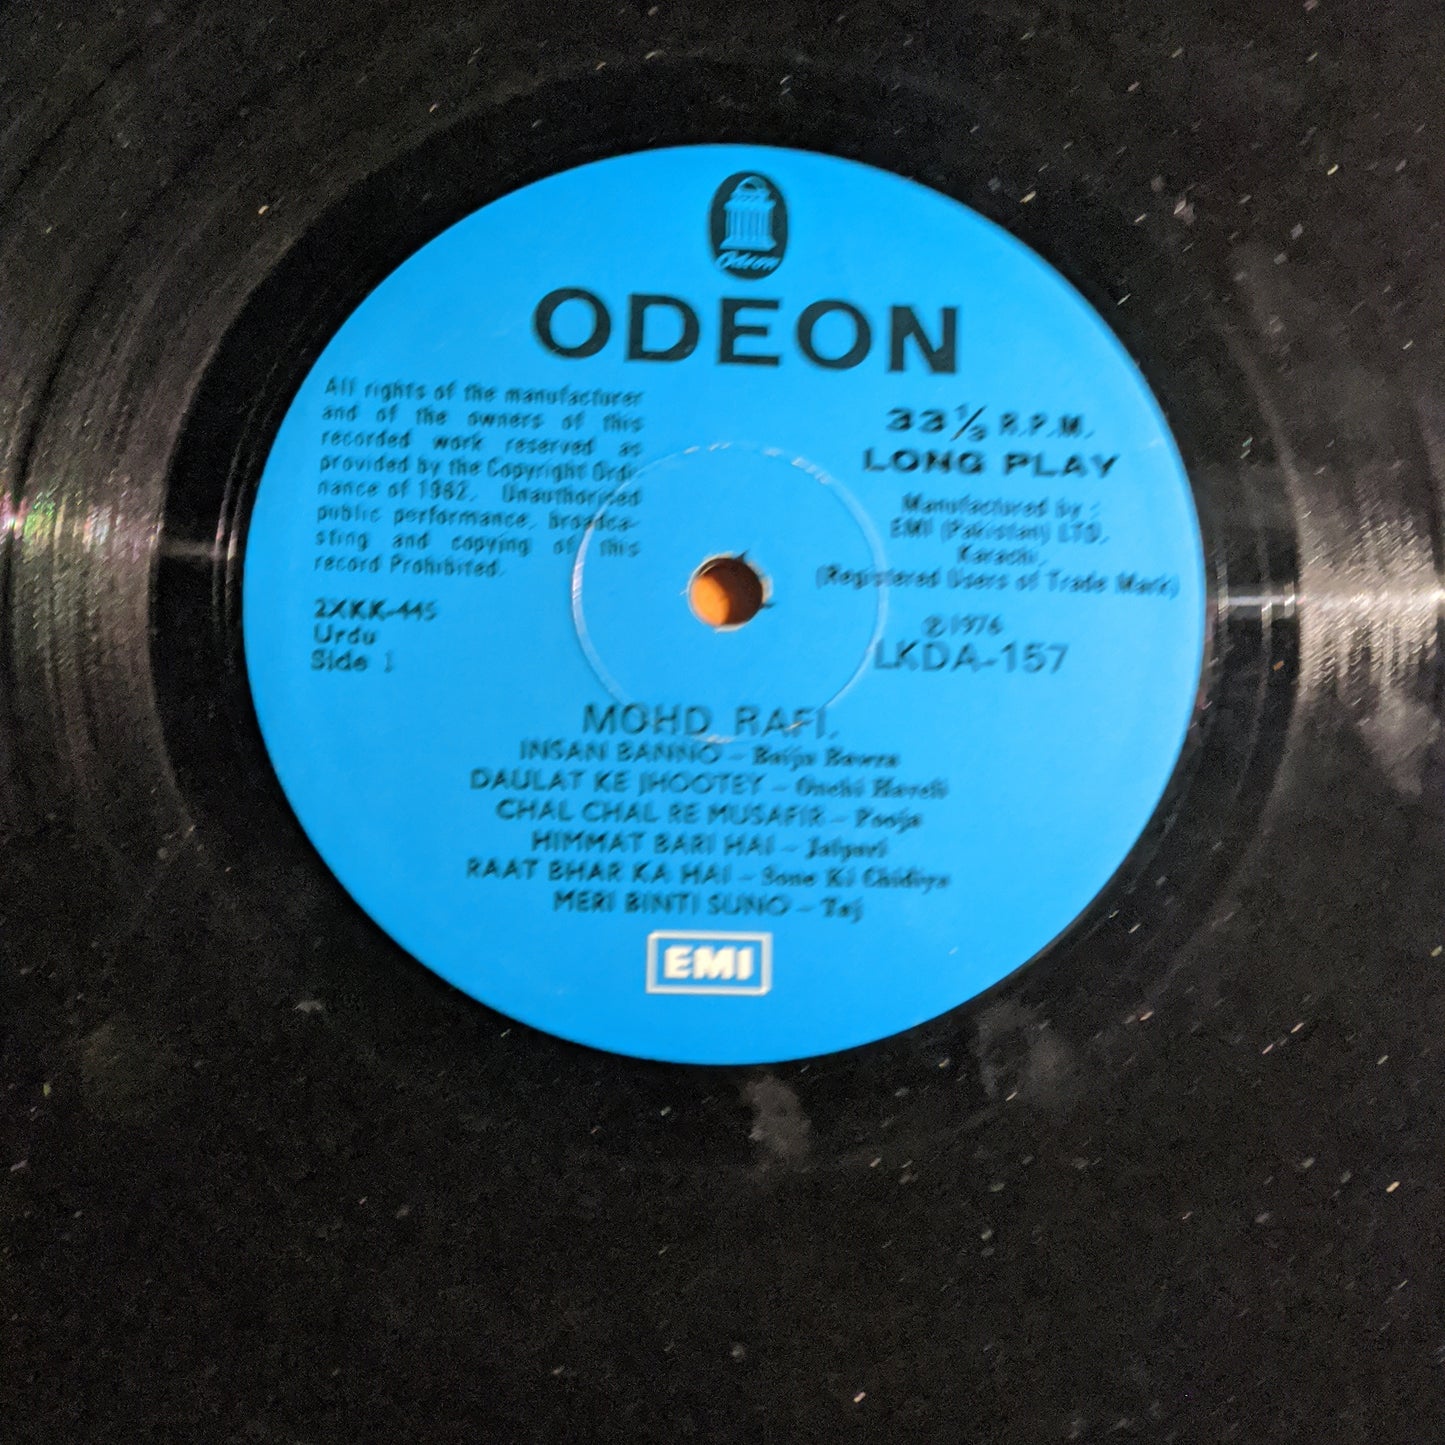 Odeon
ODEON
All rights of the manufacturer
and of the owners of this
recorded work reserved as
provided by the Copyright Ordi-
nance of 1962. Unauthorised
public performance, broadca-
sting and copying of this
record Prohibited.
2XKK-445
Urdu
Side 1
33 1/3 R.P.M.
LONG PLAY
Manufactured by :
EMI (Pakistan) LTD.
Karachi.
(Registered Users of Trade Mark)
℗1976
LKDA-157
MOHD. RAFI.
INSAN BANNO – Baiju Bawra
DAULAT KE JHOOTEY – Onchi Haveli
CHAL CHAL RE MUSAFIR – Pooja
HIMMAT BARI HAI – Jalpari
RAAT BHAR KA HAI – Sone Ki Chidiya
MERI BINTI SUNO – Taj
EMI